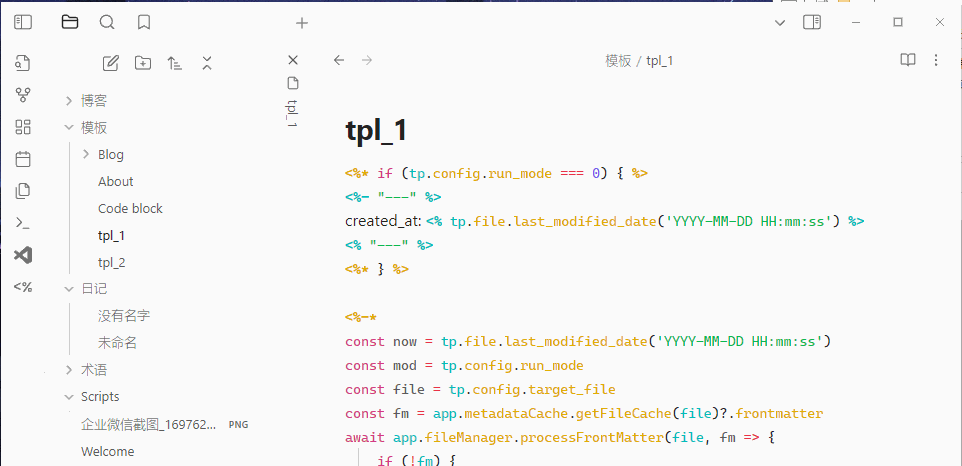 模板 / tpl_1
博客
模板
Blog
About
Code block
tpl_1
tpl_2
日记
没有名字
未命名
术语
Scripts
企业微信截图_169762... PNG
Welcome
<%
tpl_1
tpl_1
<%* if (tp.config.run_mode === 0) { %>
<%- "---" %>
created_at: <% tp.file.last_modified_date('YYYY-MM-DD HH:mm:ss') %>
<% "---" %>
<%* } %>
<%-*
const now = tp.file.last_modified_date('YYYY-MM-DD HH:mm:ss')
const mod = tp.config.run_mode
const file = tp.config.target_file
const fm = app.metadataCache.getFileCache(file)?.frontmatter
await app.fileManager.processFrontMatter(file, fm => {
if (!fm) {